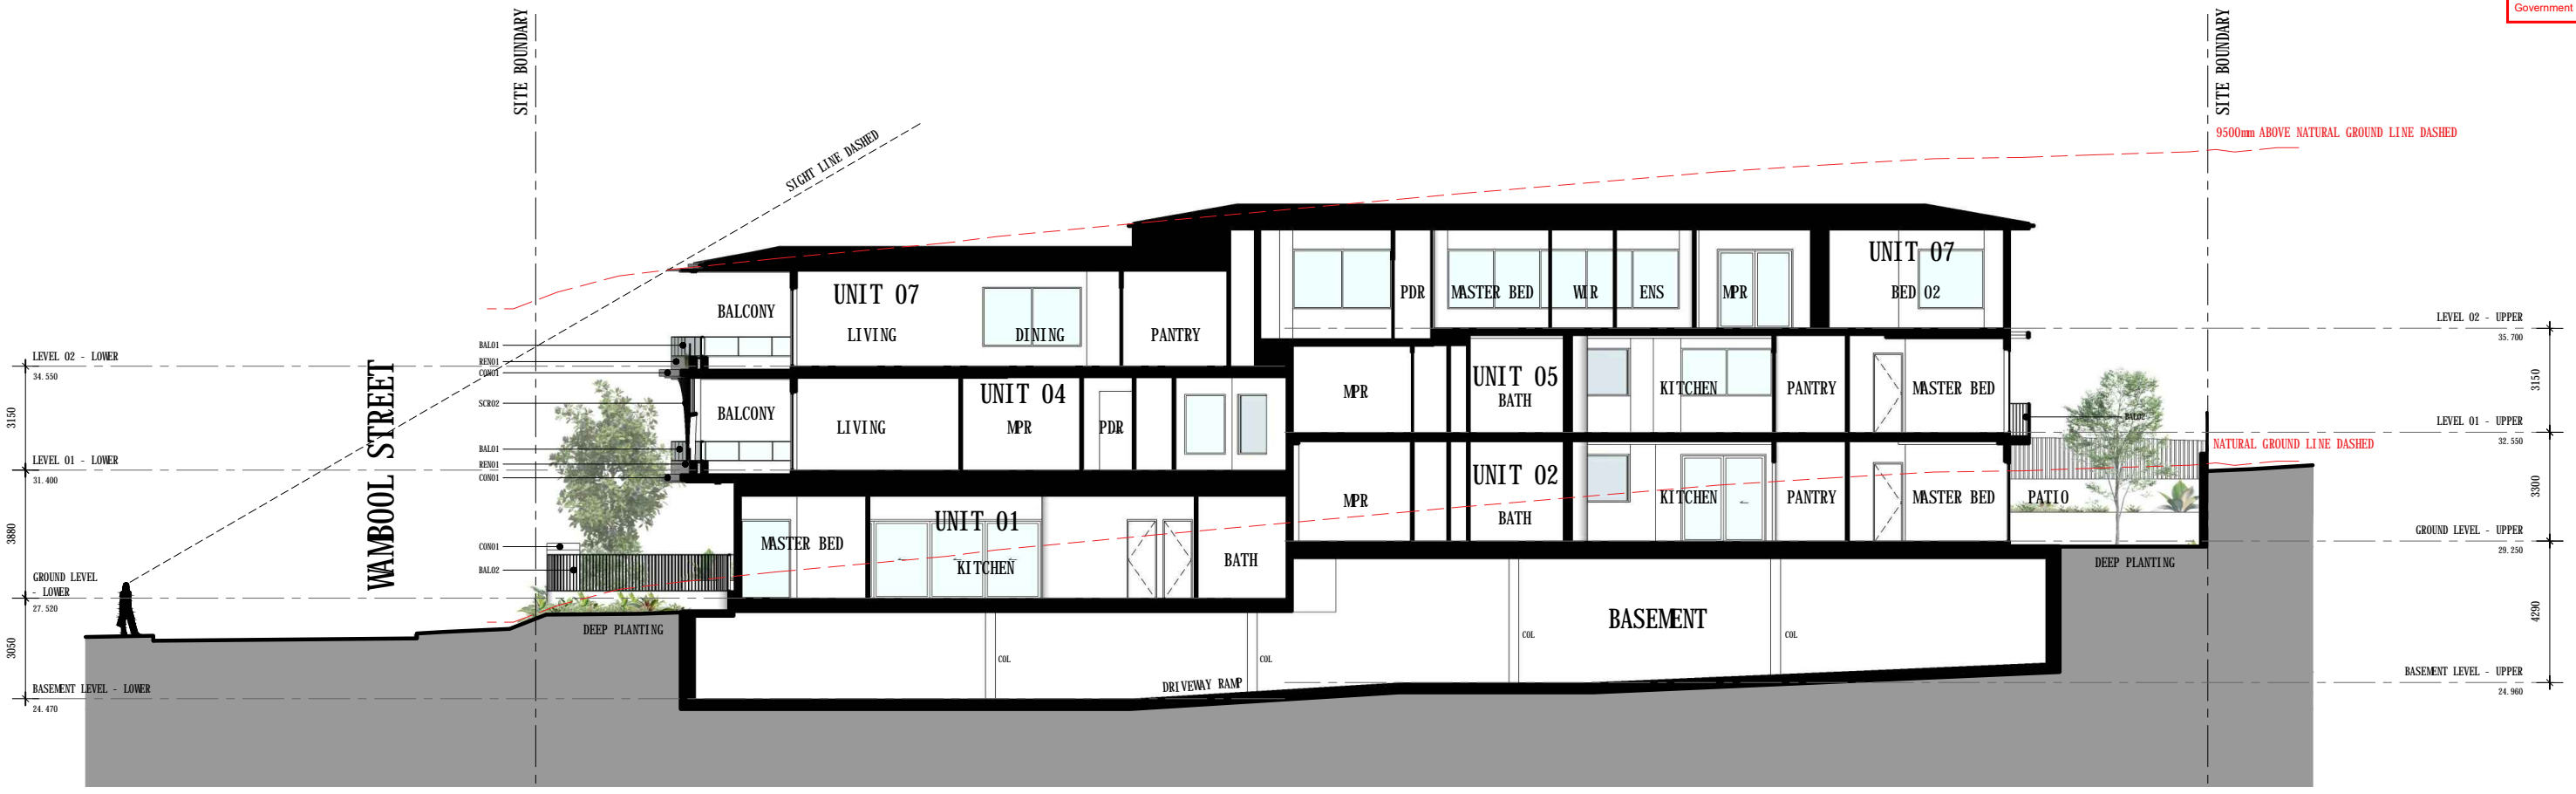 Government
SITE BOUNDARY
SITE BOUNDARY
SIGHT LINE DASHED
9500mm ABOVE NATURAL GROUND LINE DASHED
WAMBOOL STREET
LEVEL 02 - LOWER
34.550
3150
LEVEL 01 - LOWER
31.400
3880
GROUND LEVEL
- LOWER
27.520
3050
BASEMENT LEVEL - LOWER
24.470
BAL01
REN01
CON01
SCR02
BAL01
REN01
CON01
CON01
BAL02
DEEP PLANTING
BALCONY
UNIT 07
LIVING
DINING
PANTRY
PDR
MASTER BED
WIR
ENS
MPR
UNIT 07
BED 02
BALCONY
LIVING
UNIT 04
MPR
PDR
MPR
UNIT 05
BATH
KITCHEN
PANTRY
MASTER BED
BAL02
MASTER BED
UNIT 01
KITCHEN
BATH
MPR
UNIT 02
BATH
KITCHEN
PANTRY
MASTER BED
PATIO
DEEP PLANTING
COL
COL
COL
COL
BASEMENT
DRIVEWAY RAMP
NATURAL GROUND LINE DASHED
LEVEL 02 - UPPER
35.700
3150
LEVEL 01 - UPPER
32.550
3300
GROUND LEVEL - UPPER
29.250
4290
BASEMENT LEVEL - UPPER
24.960